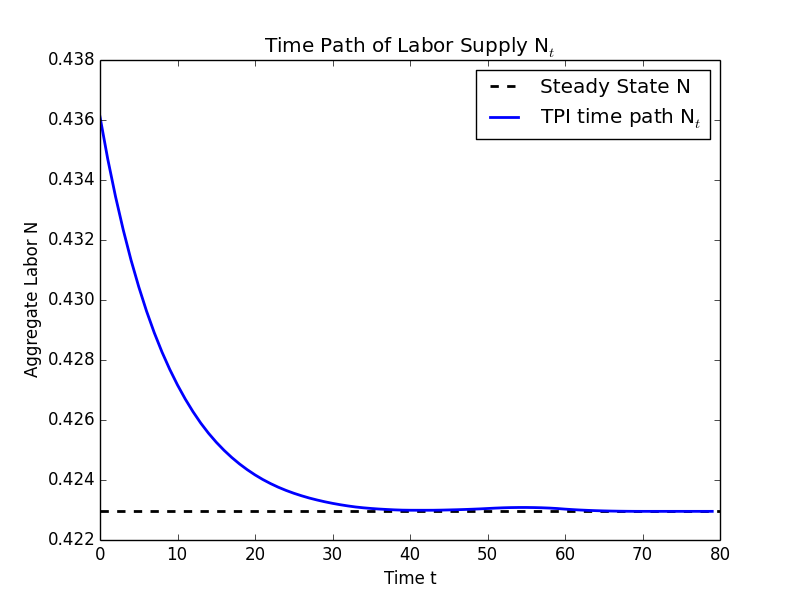 Time Path of Labor Supply Nₜ
Steady State N
TPI time path Nₜ
Aggregate Labor N
0.438
0.436
0.434
0.432
0.430
0.428
0.426
0.424
0.422
0 10 20 30 40 50 60 70 80
Time t